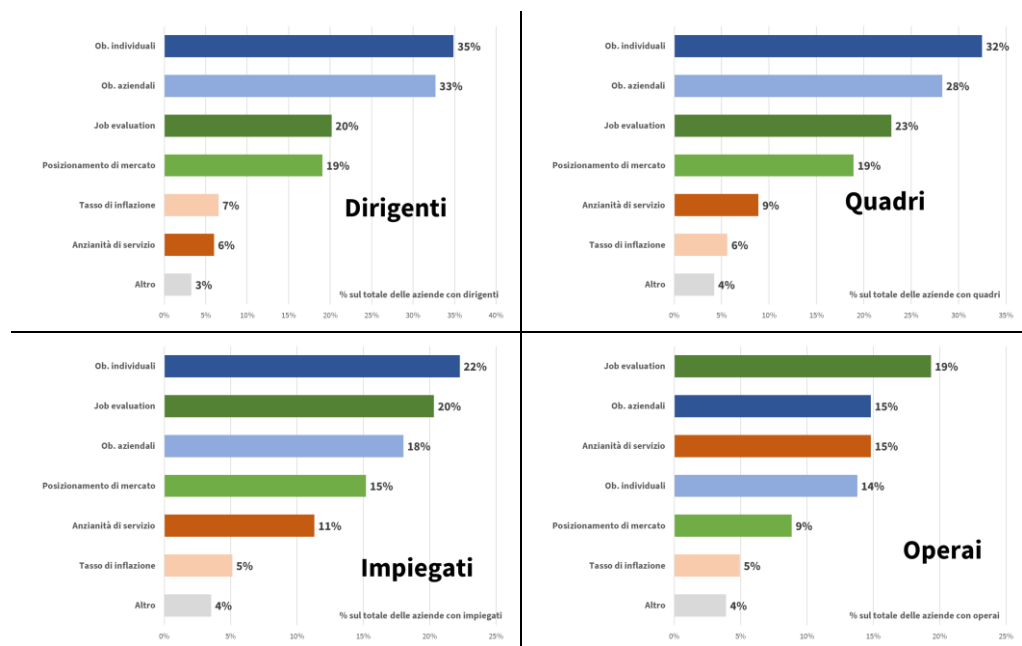 Ob. individuali 35%
Ob. aziendali 33%
Job evaluation 20%
Posizionamento di mercato 19%
Tasso di inflazione 7%
Anzianità di servizio 6%
Altro 3%
Dirigenti
% sul totale delle aziende con dirigenti
0% 5% 10% 15% 20% 25% 30% 35% 40%
Ob. individuali 32%
Ob. aziendali 28%
Job evaluation 23%
Posizionamento di mercato 19%
Anzianità di servizio 9%
Tasso di inflazione 6%
Altro 4%
Quadri
% sul totale delle aziende con quadri
0% 5% 10% 15% 20% 25% 30% 35%
Ob. individuali 22%
Job evaluation 20%
Ob. aziendali 18%
Posizionamento di mercato 15%
Anzianità di servizio 11%
Tasso di inflazione 5%
Altro 4%
Impiegati
% sul totale delle aziende con impiegati
0% 5% 10% 15% 20% 25%
Job evaluation 19%
Ob. aziendali 15%
Anzianità di servizio 15%
Ob. individuali 14%
Posizionamento di mercato 9%
Tasso di inflazione 5%
Altro 4%
Operai
% sul totale delle aziende con operai
0% 5% 10% 15% 20% 25%